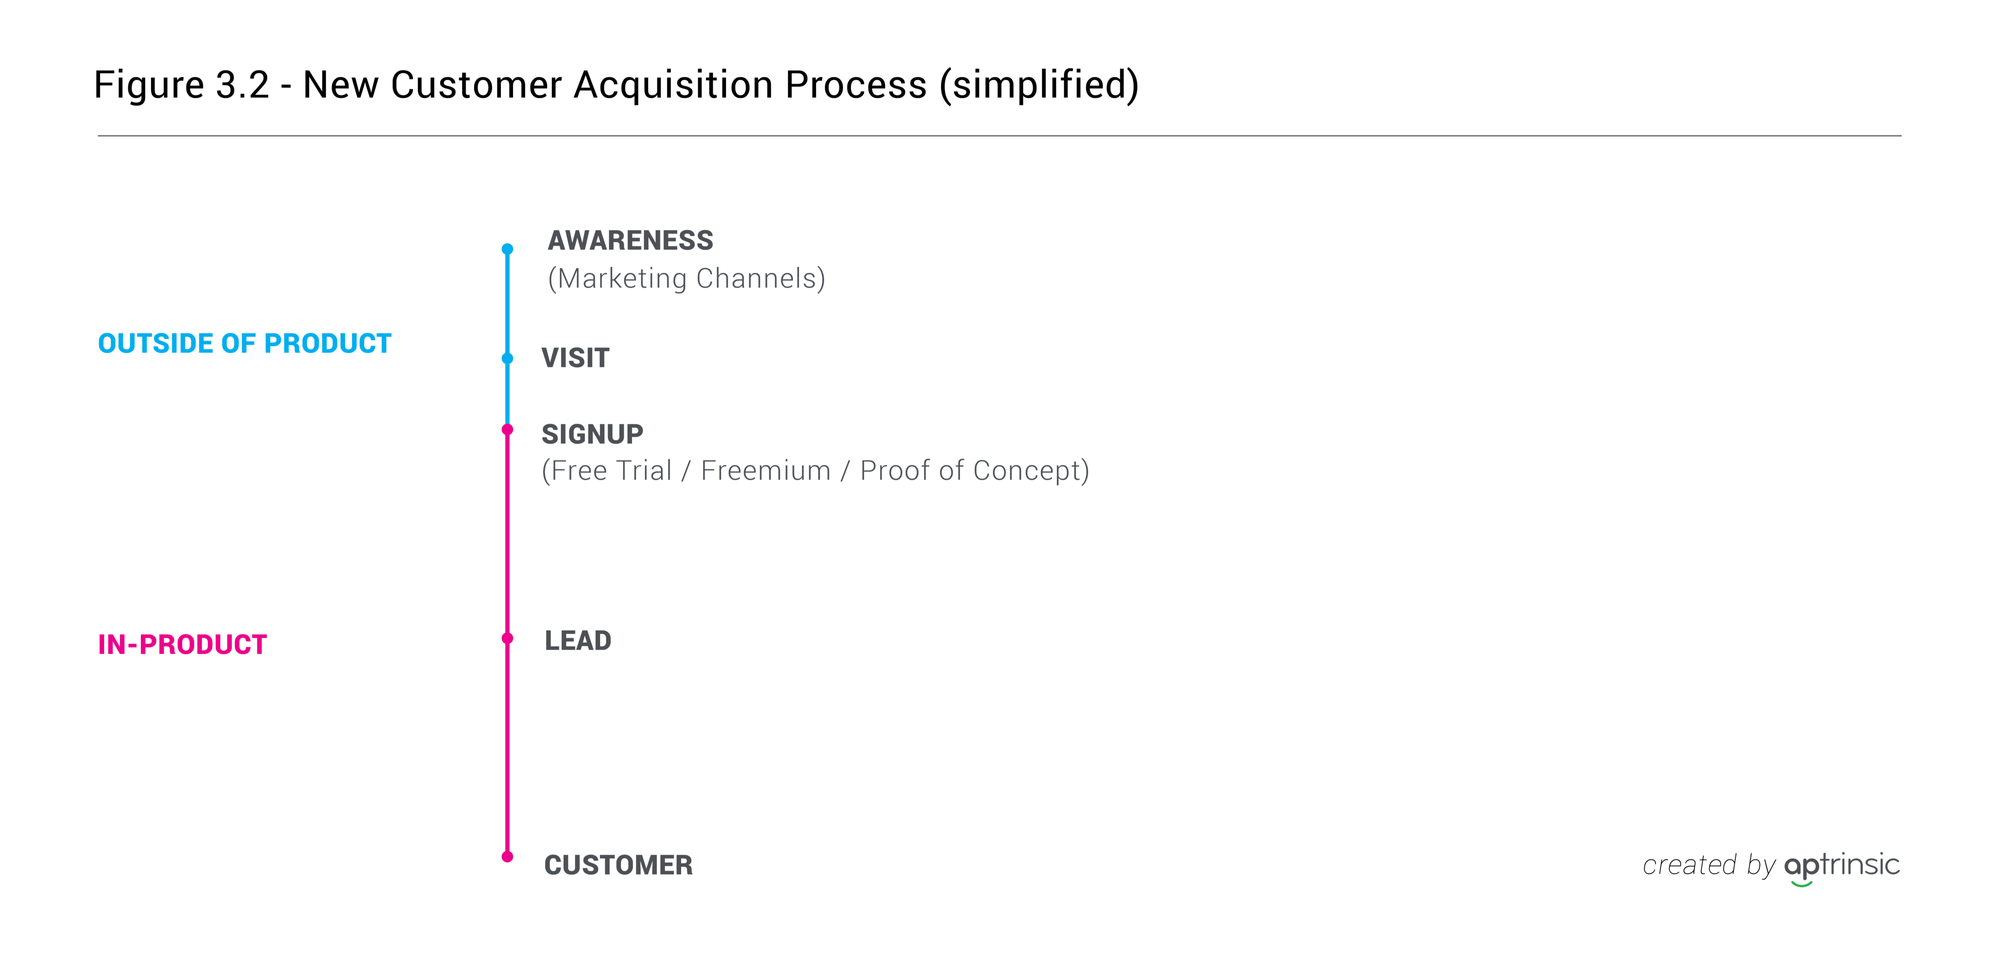 Figure 3.2 - New Customer Acquisition Process (simplified)
AWARENESS
(Marketing Channels)
OUTSIDE OF PRODUCT
VISIT
SIGNUP
(Free Trial / Freemium / Proof of Concept)
IN-PRODUCT
LEAD
CUSTOMER
created by aptrinsic